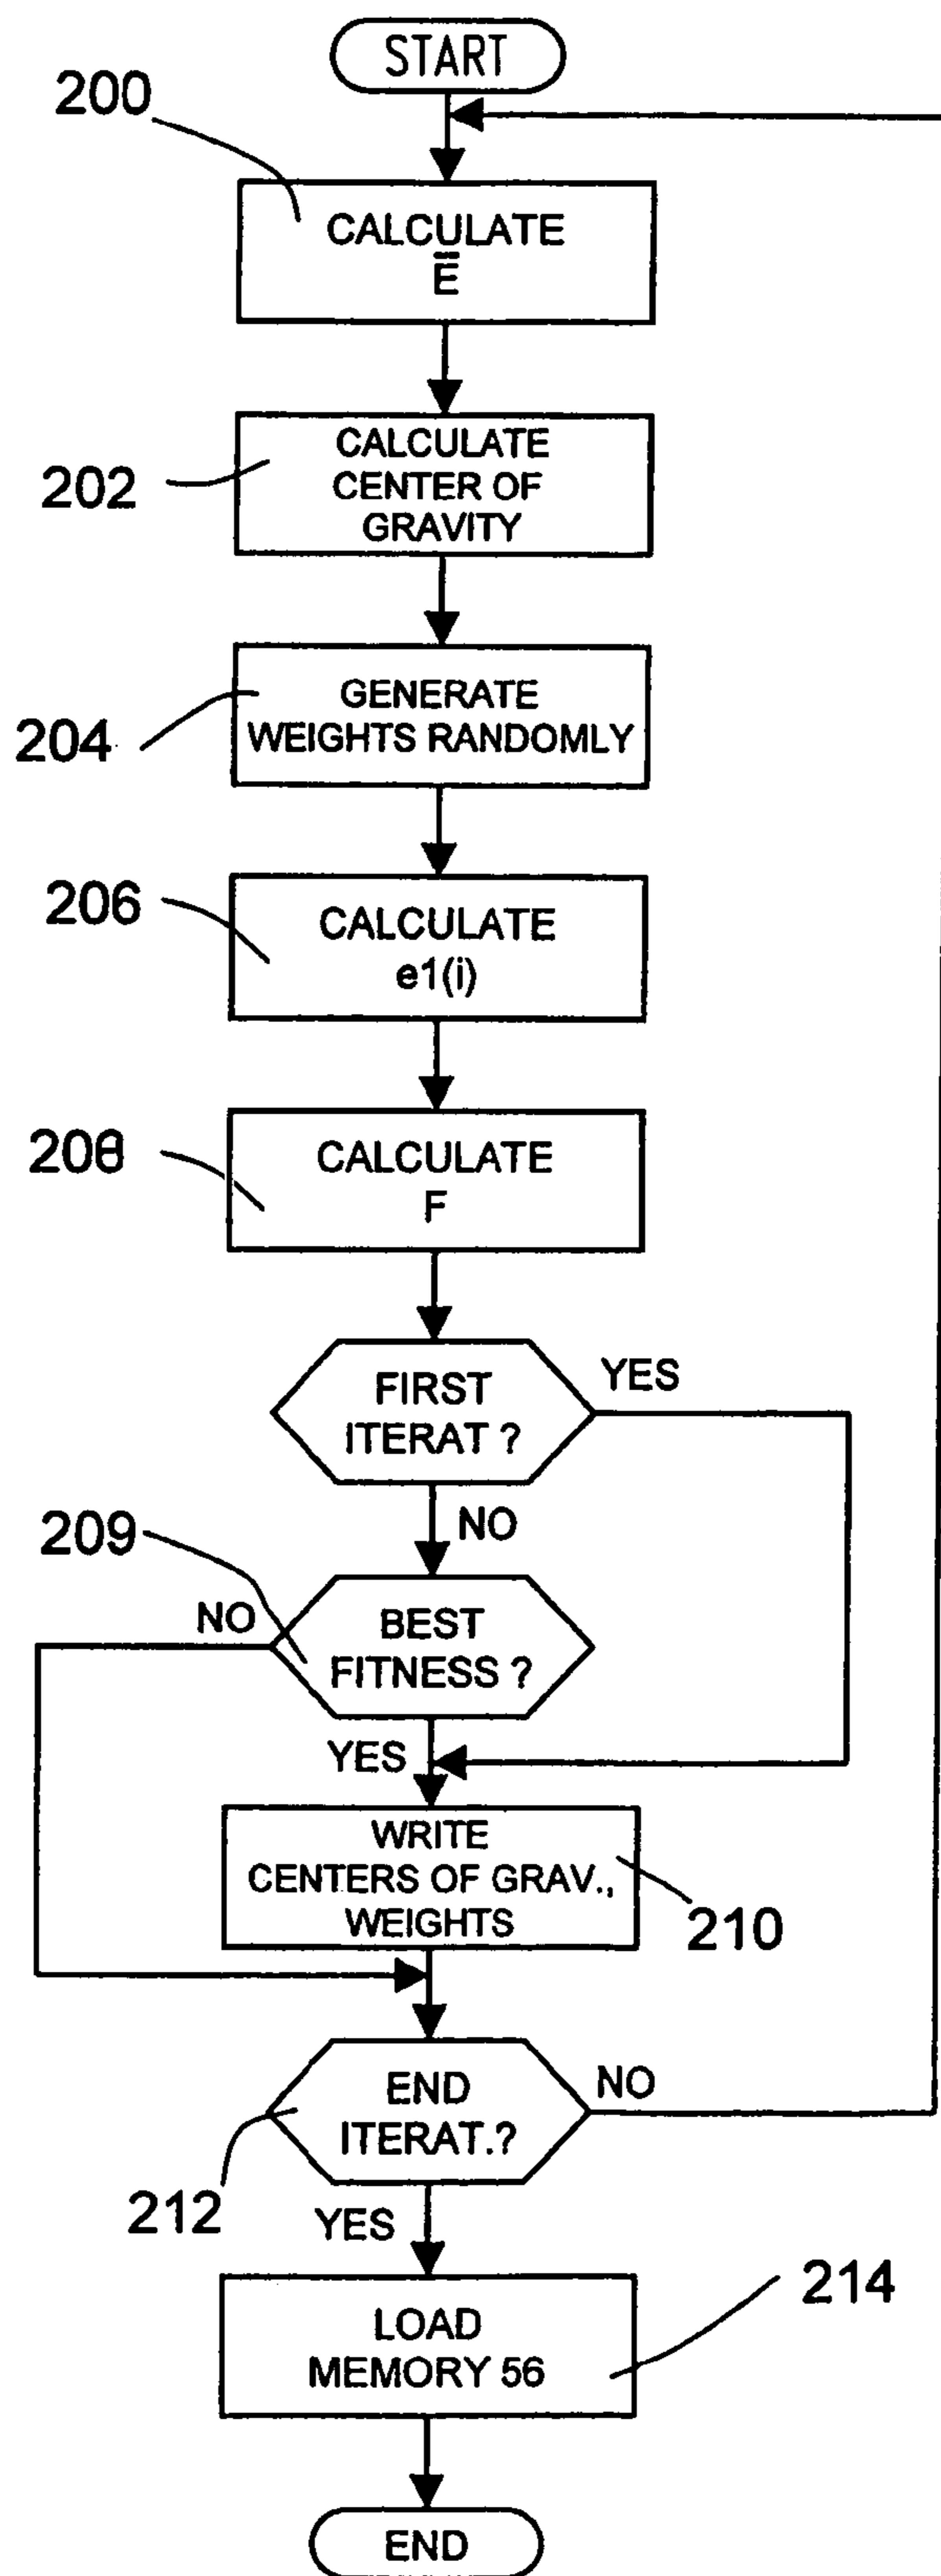 START
200
CALCULATE
E̿
202
CALCULATE
CENTER OF
GRAVITY
204
GENERATE
WEIGHTS RANDOMLY
206
CALCULATE
e1(i)
208
CALCULATE
F
FIRST
ITERAT ?
YES
NO
209
BEST
FITNESS ?
NO
YES
WRITE
CENTERS OF GRAV.,
WEIGHTS
210
END
ITERAT.?
NO
212
YES
214
LOAD
MEMORY 56
END